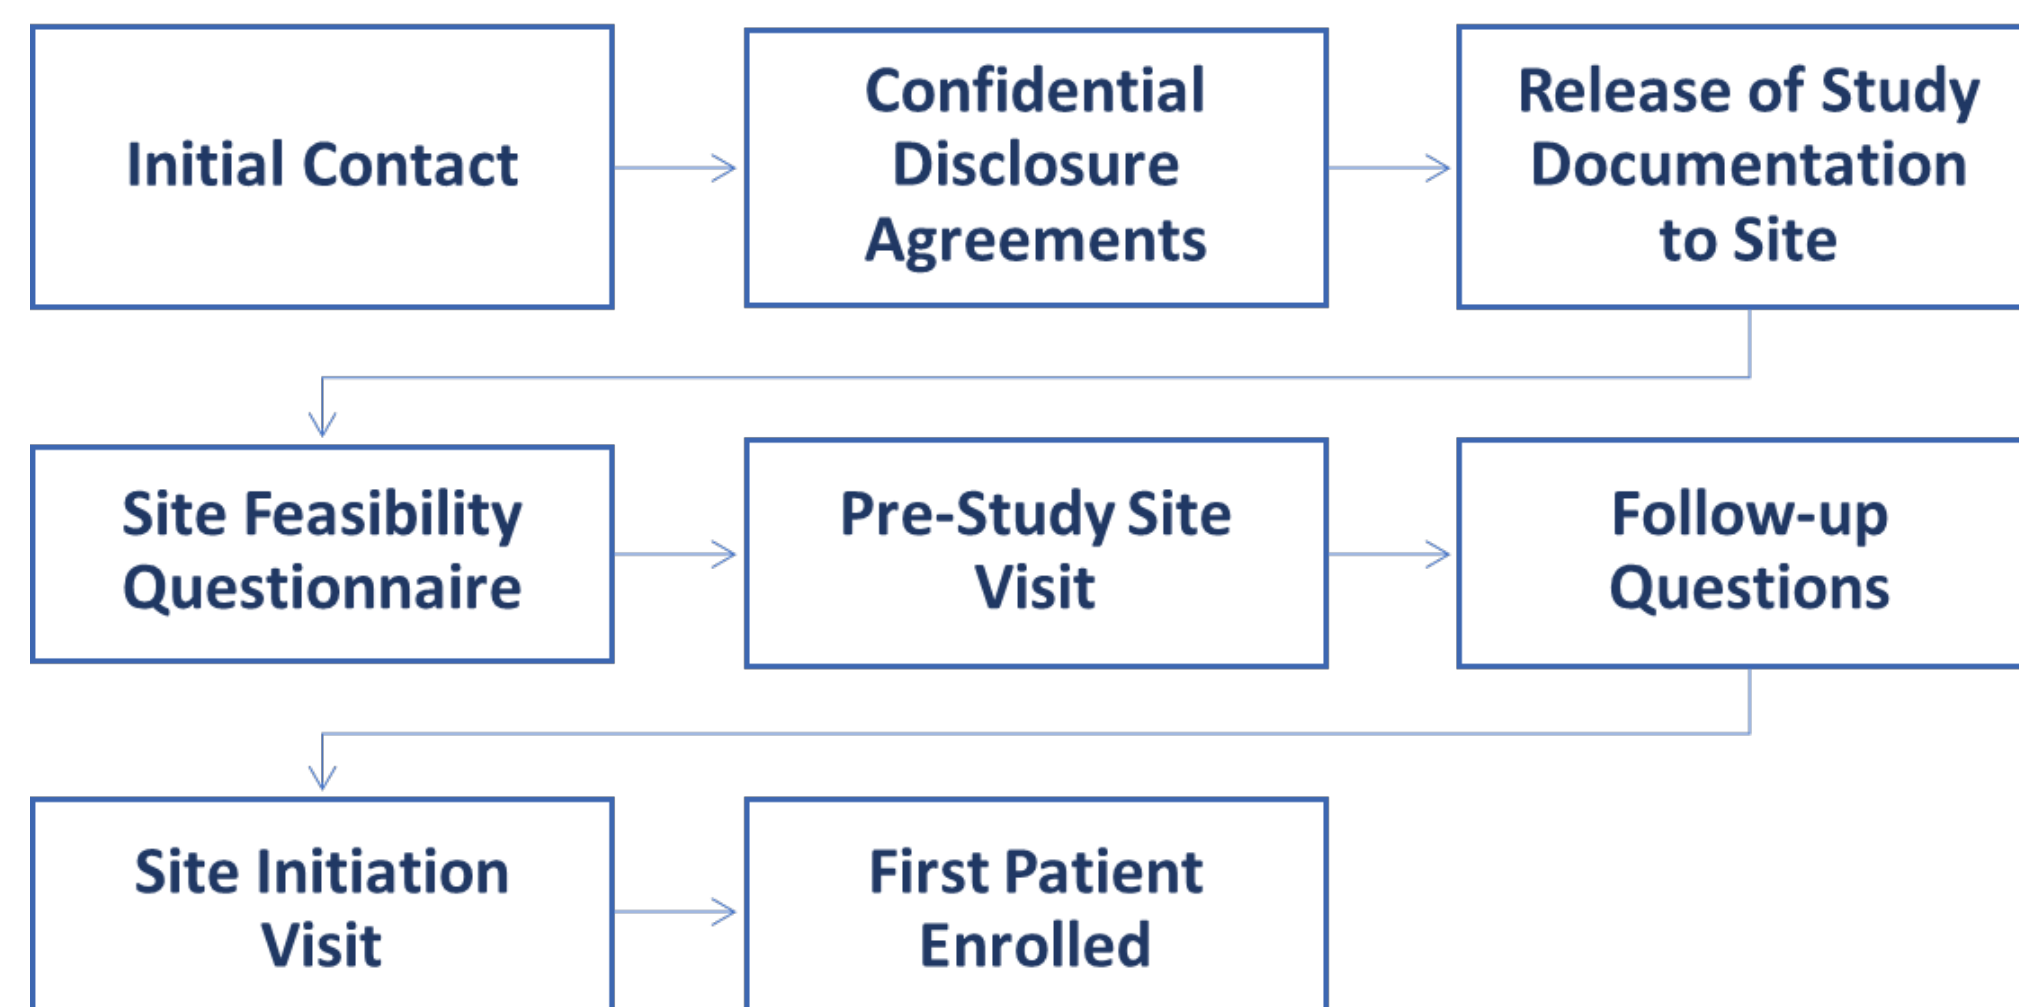 Initial Contact
Confidential
Disclosure
Agreements
Release of Study
Documentation
to Site
Site Feasibility
Questionnaire
Pre-Study Site
Visit
Follow-up
Questions
Site Initiation
Visit
First Patient
Enrolled